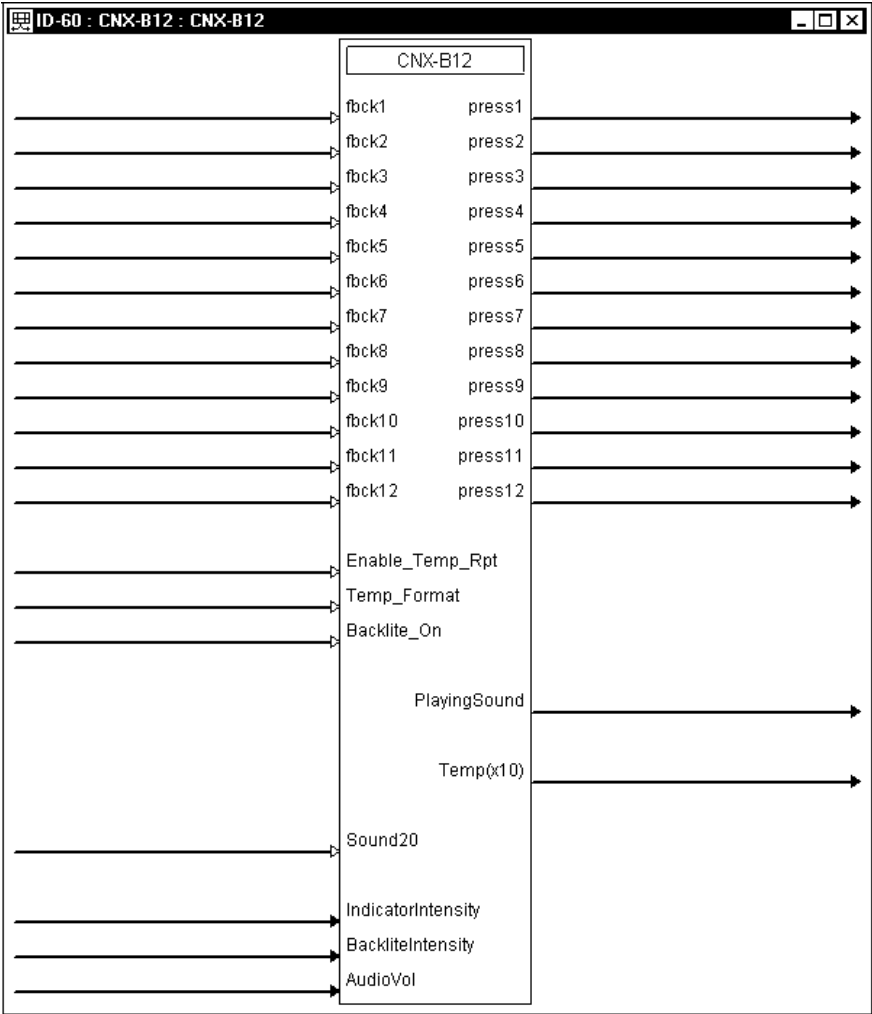 ID-60 : CNX-B12 : CNX-B12
CNX-B12
fbck1 press1
fbck2 press2
fbck3 press3
fbck4 press4
fbck5 press5
fbck6 press6
fbck7 press7
fbck8 press8
fbck9 press9
fbck10 press10
fbck11 press11
fbck12 press12
Enable_Temp_Rpt
Temp_Format
Backlite_On
PlayingSound
Temp(x10)
Sound20
IndicatorIntensity
BackliteIntensity
AudioVol